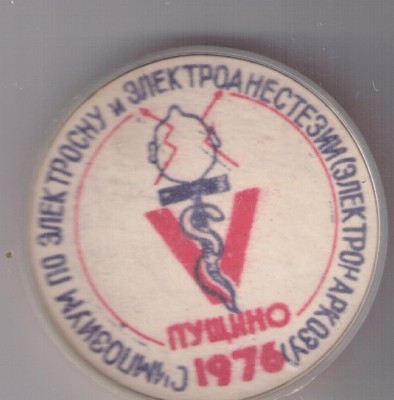 СИМПОЗИУМ ПО ЭЛЕКТРОСНУ и ЭЛЕКТРОАНЕСТЕЗИИ (ЭЛЕКТРОНАРКОЗУ)
V
ПУЩИНО
1976